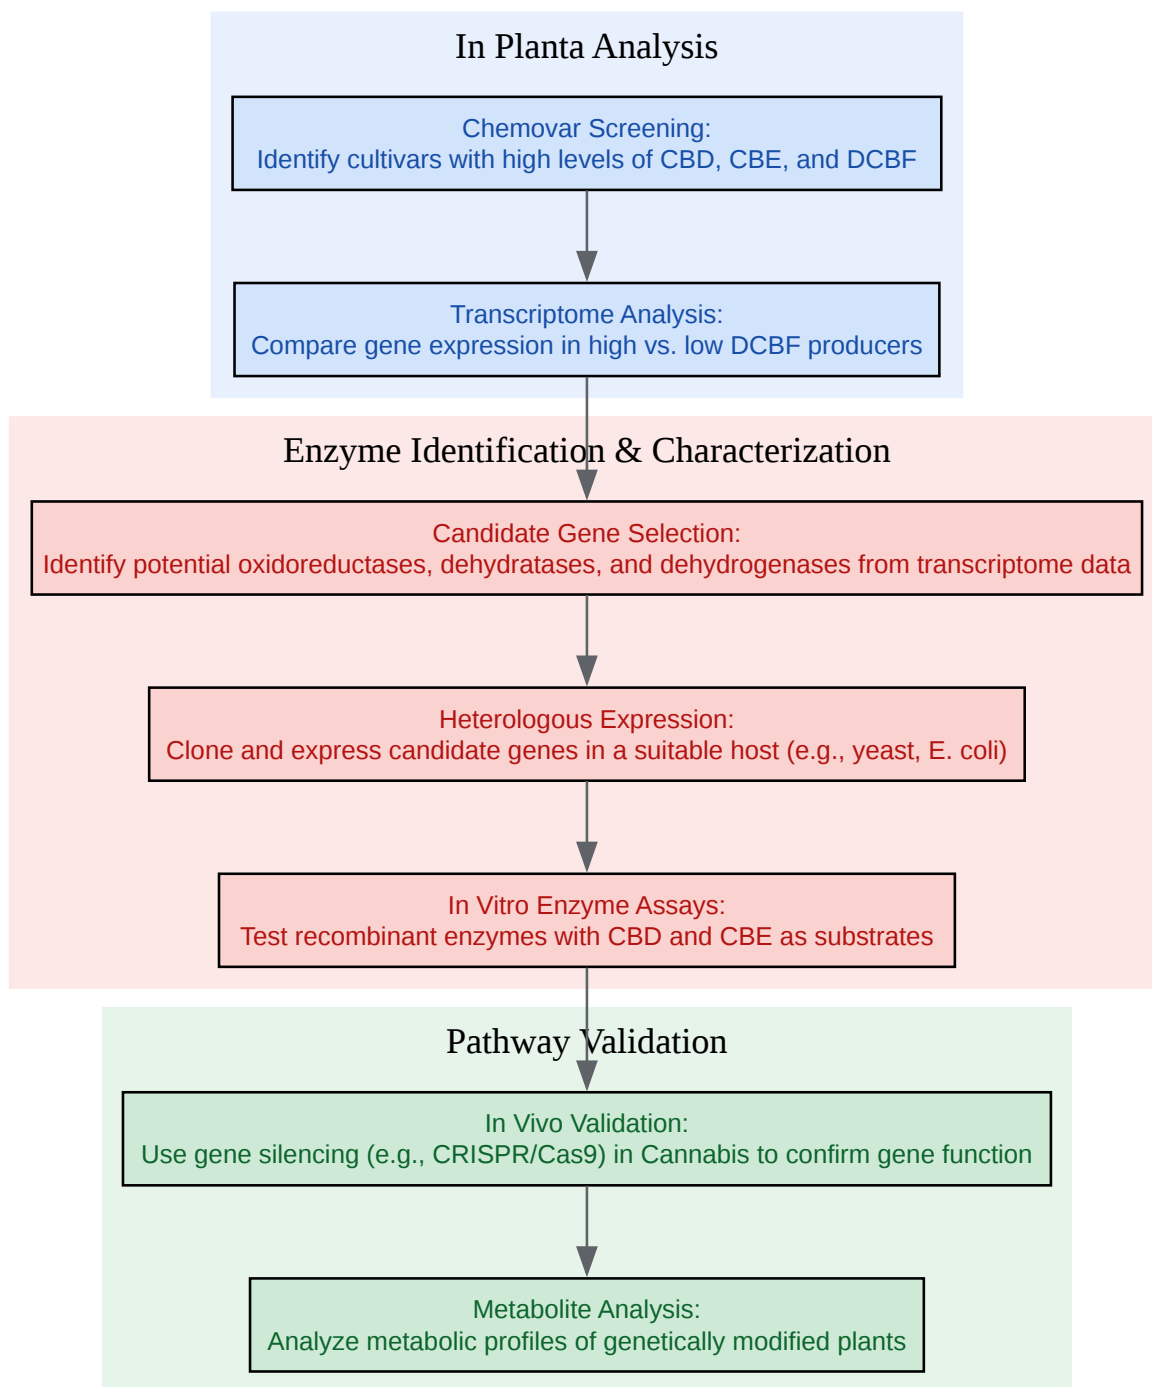 In Planta Analysis
Chemovar Screening:
Identify cultivars with high levels of CBD, CBE, and DCBF
Transcriptome Analysis:
Compare gene expression in high vs. low DCBF producers
Enzyme Identification & Characterization
Candidate Gene Selection:
Identify potential oxidoreductases, dehydratases, and dehydrogenases from transcriptome data
Heterologous Expression:
Clone and express candidate genes in a suitable host (e.g., yeast, E. coli)
In Vitro Enzyme Assays:
Test recombinant enzymes with CBD and CBE as substrates
Pathway Validation
In Vivo Validation:
Use gene silencing (e.g., CRISPR/Cas9) in Cannabis to confirm gene function
Metabolite Analysis:
Analyze metabolic profiles of genetically modified plants